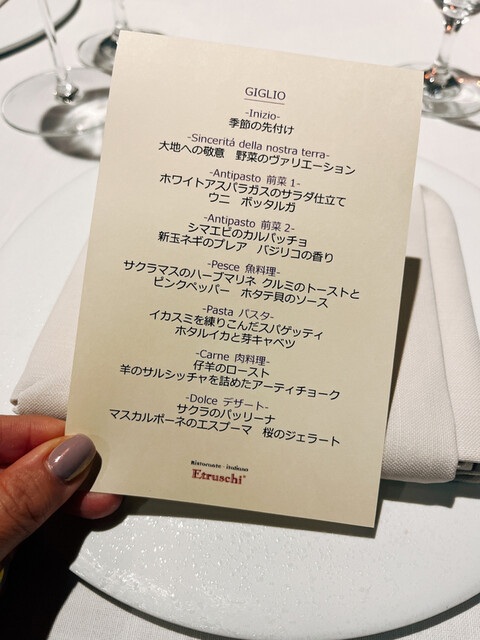 GIGLIO
-Inizio-
季節の先付け
-Sinceritá della nostra terra-
大地への敬意　野菜のヴァリエーション
-Antipasto 前菜 1-
ホワイトアスパラガスのサラダ仕立て
ウニ　ボッタルガ
-Antipasto 前菜 2-
シマエビのカルパッチョ
新玉ネギのブレア　バジリコの香り
-Pesce 魚料理-
サクラマスのハーブマリネ クルミのトーストと
ピンクペッパー　ホタテ貝のソース
-Pasta パスタ-
イカスミを練りこんだスパゲッティ
ホタルイカと芽キャベツ
-Carne 肉料理-
仔羊のロースト
羊のサルシッチャを詰めたアーティチョーク
-Dolce デザート-
サクラのバッリーナ
マスカルポーネのエスプーマ　桜のジェラート
Ristorante · italiano
Etruschi